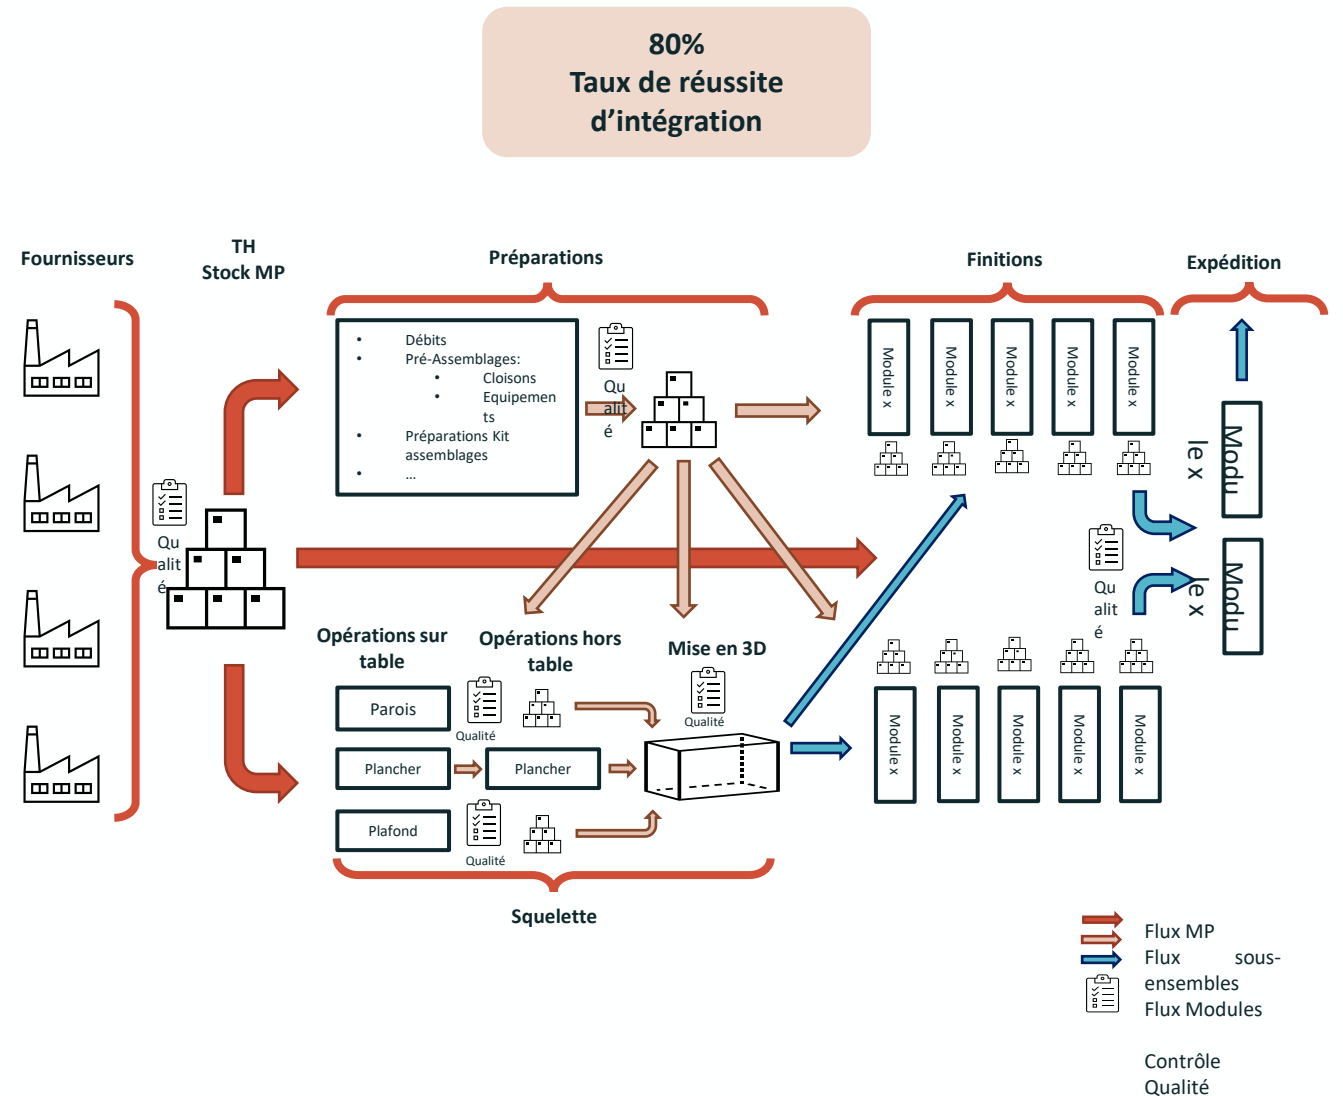 80%
Taux de réussite
d’intégration
Fournisseurs
TH
Stock MP
Préparations
Finitions
Expédition
• Débits
• Pré-Assemblages:
• Cloisons
• Equipemen
ts
• Préparations Kit
assemblages
• ...
Qu
alit
é
Qu
alit
é
Module x
Module x
Module x
Module x
Module x
Modu
le x
Modu
le x
Qu
alit
é
Opérations sur
table
Opérations hors
table
Mise en 3D
Parois
Qualité
Qualité
Plancher
Plancher
Plafond
Qualité
Module x
Module x
Module x
Module x
Module x
Squelette
Flux MP
Flux sous-
ensembles
Flux Modules
Contrôle
Qualité